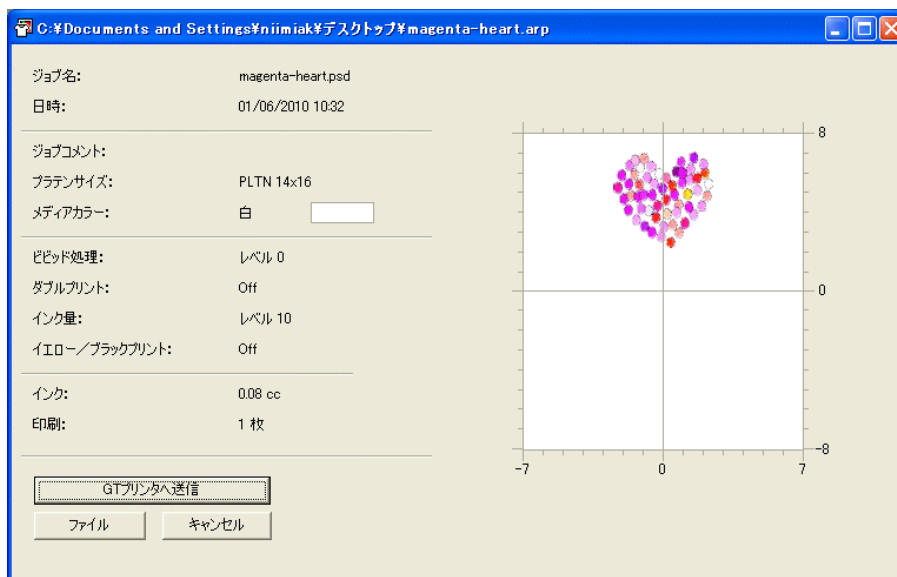 C:¥Documents and Settings¥niimiak¥デスクトップ¥magenta-heart.arp
ジョブ名: magenta-heart.psd
日時: 01/06/2010 10:32
ジョブコメント:
プラテンサイズ: PLTN 14x16
メディアカラー: 白
ビビッド処理: レベル 0
ダブルプリント: Off
インク量: レベル 10
イエロー／ブラックプリント: Off
インク: 0.08 cc
印刷: 1 枚
GTプリンタへ送信
ファイル キャンセル
8
0
-8
-7 0 7